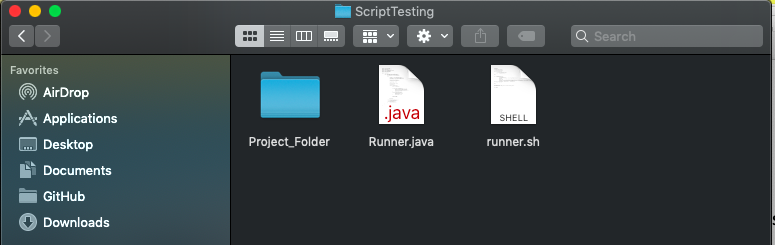 ScriptTesting
Search
Favorites
AirDrop
Applications
Desktop
Documents
GitHub
Downloads
Project_Folder
.java
Runner.java
SHELL
runner.sh